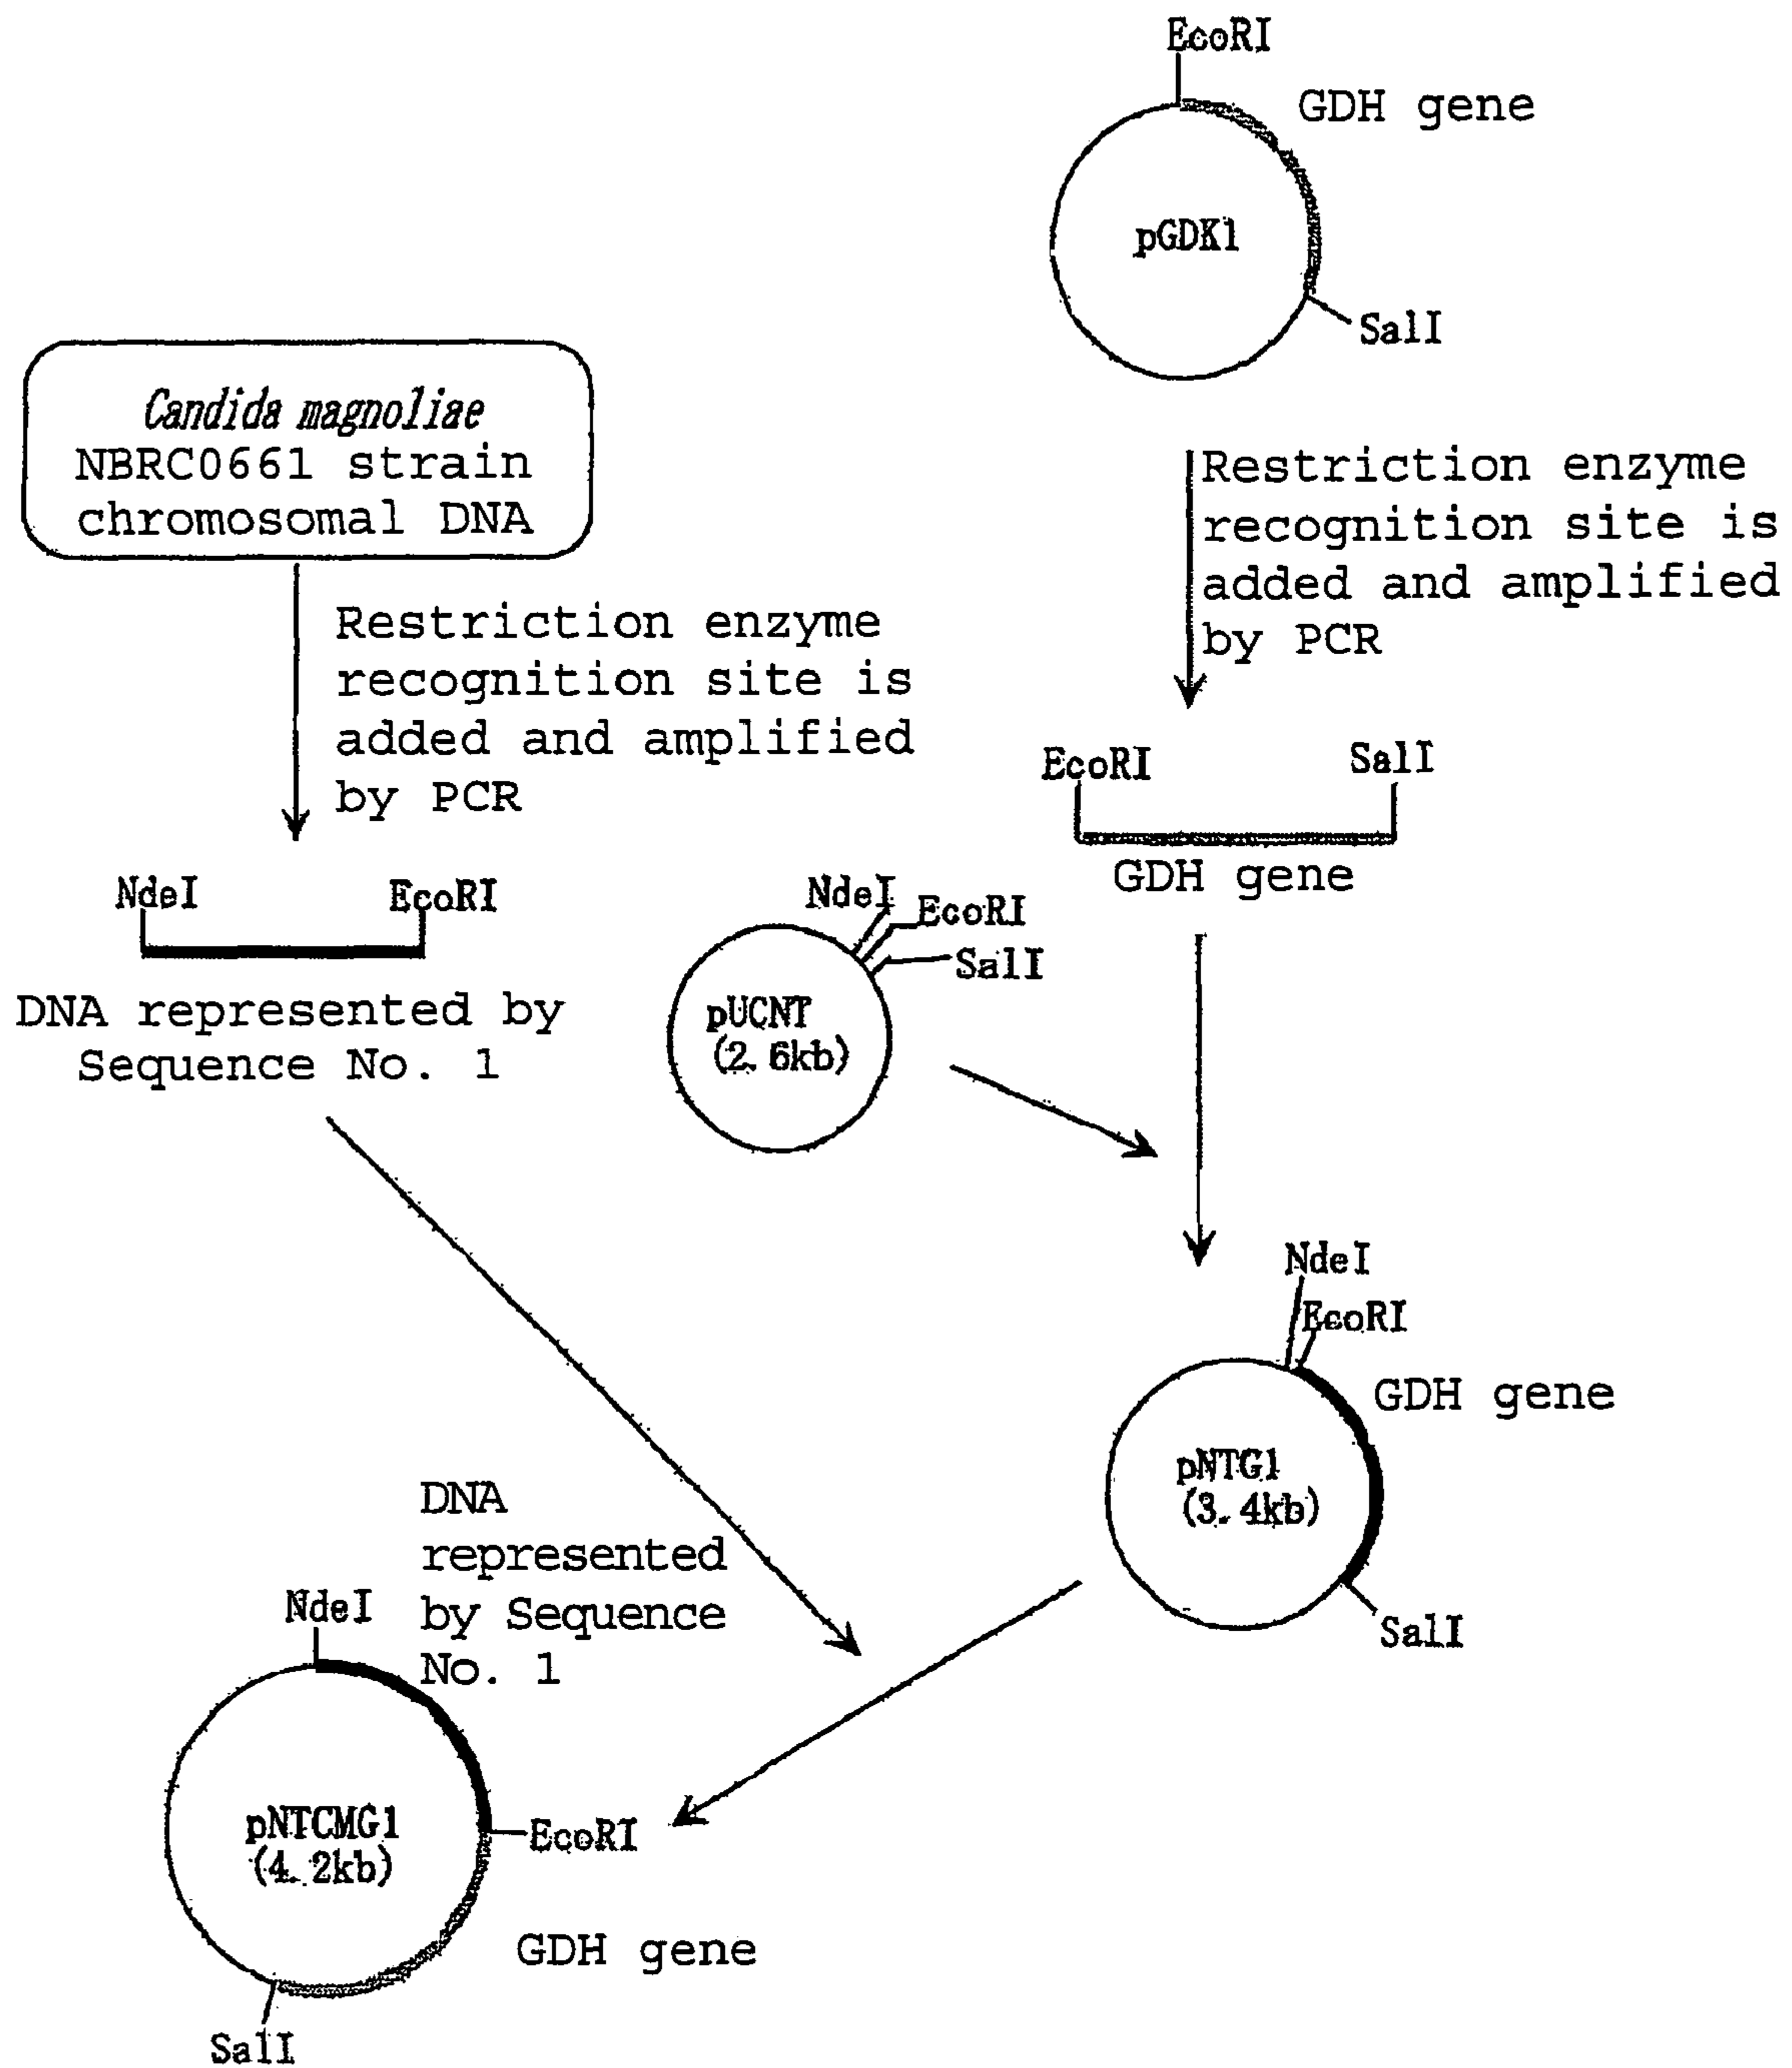 EcoRI
GDH gene
pGDK1
SalI
Candida magnoliae
NBRC0661 strain
chromosomal DNA
Restriction enzyme
recognition site is
added and amplified
by PCR
Restriction enzyme
recognition site is
added and amplified
by PCR
EcoRI
SalI
GDH gene
NdeI
EcoRI
DNA represented by
Sequence No. 1
NdeI
EcoRI
SalI
pUCNT
(2.6kb)
NdeI
EcoRI
GDH gene
pNTG1
(3.4kb)
SalI
DNA
represented
by Sequence
No. 1
NdeI
pNTCMG1
(4.2kb)
EcoRI
GDH gene
SalI